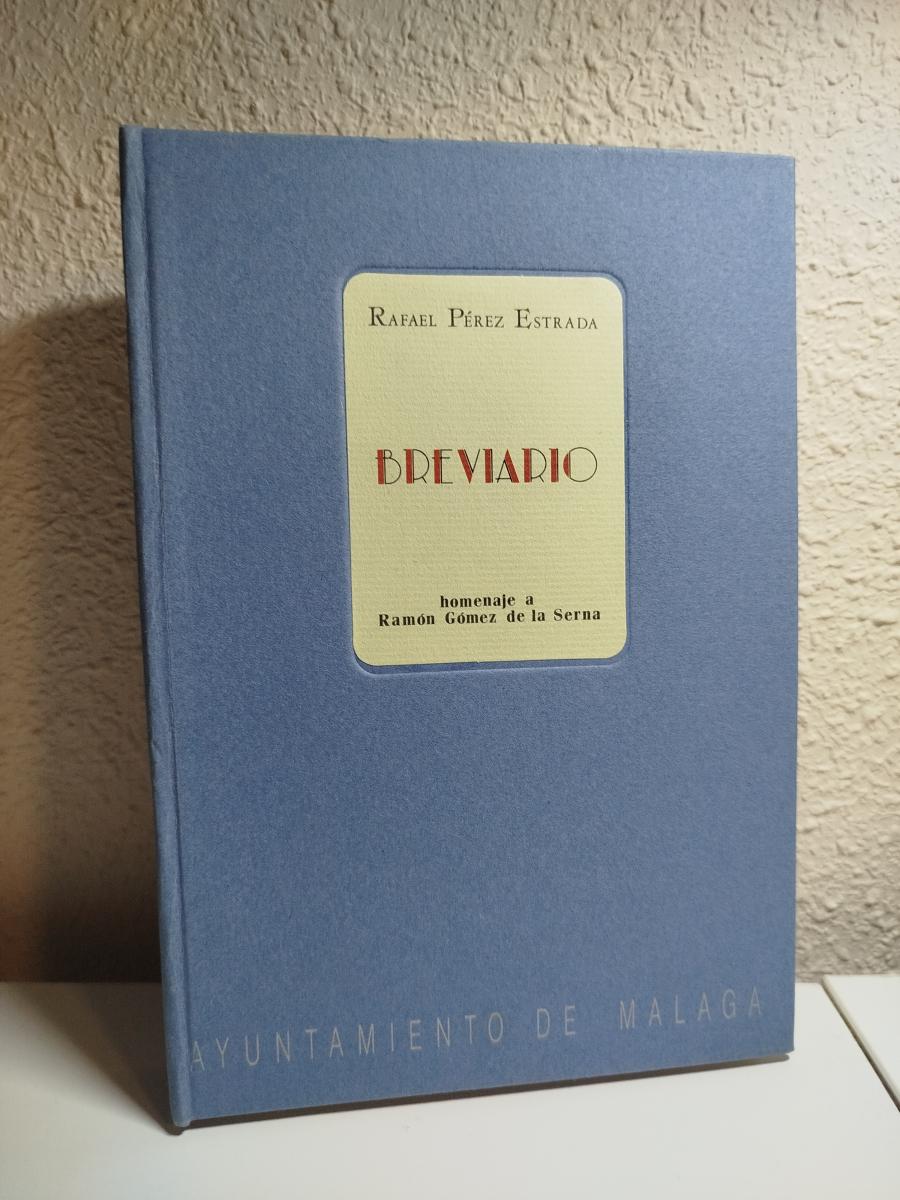 Rafael Pérez Estrada
BREVIARIO
homenaje a
Ramón Gómez de la Serna
AYUNTAMIENTO DE MALAGA